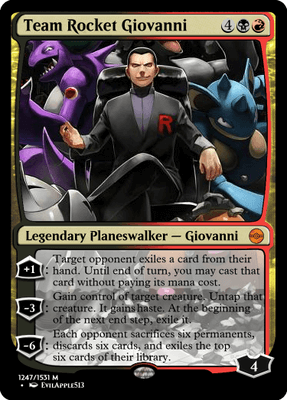 Team Rocket Giovanni 4
R
Legendary Planeswalker — Giovanni
+1: Target opponent exiles a card from their
hand. Until end of turn, you may cast that
card without paying its mana cost.
-3: Gain control of target creature. Untap that
creature. It gains haste. At the beginning
of the next end step, exile it.
-6: Each opponent sacrifices six permanents,
discards six cards, and exiles the top
six cards of their library.
4
1247/1531 M
• EvilApple513